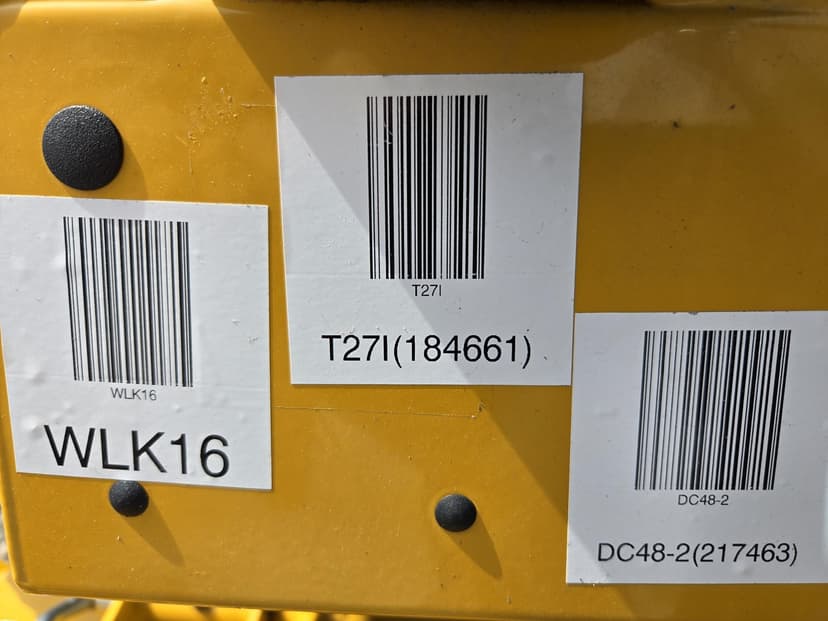 WLK16
WLK16
T27I
T27I(184661)
DC48-2
DC48-2(217463)